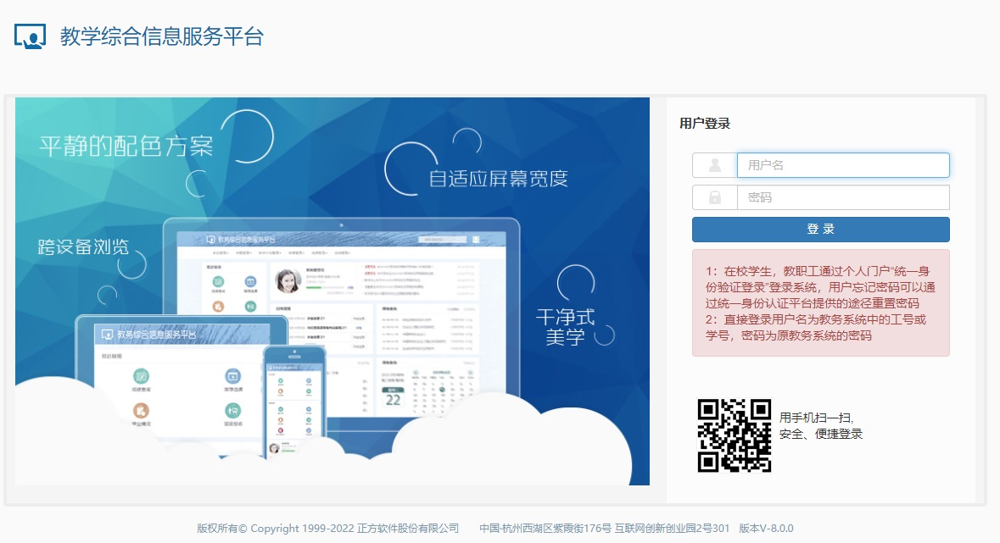 教学综合信息服务平台
平静的配色方案
自适应屏幕宽度
跨设备浏览
干净式
美学
教务综合信息服务平台
教务综合信息服务平台
22
用户登录
用户名
密码
登 录
1：在校学生，教职工通过个人门户“统一身
份验证登录”登录系统，用户忘记密码可以通
过统一身份认证平台提供的途径重置密码
2：直接登录用户名为教务系统中的工号或
学号，密码为原教务系统的密码
用手机扫一扫,
安全、便捷登录
版权所有© Copyright 1999-2022 正方软件股份有限公司 中国·杭州西湖区紫霞街176号 互联网创新创业园2号301 版本V-8.0.0